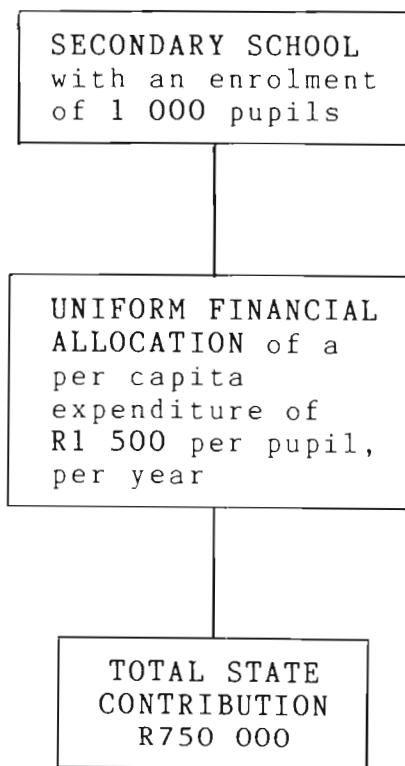 SECONDARY SCHOOL
with an enrolment
of 1 000 pupils
UNIFORM FINANCIAL
ALLOCATION of a
per capita
expenditure of
R1 500 per pupil,
per year
TOTAL STATE
CONTRIBUTION
R750 000